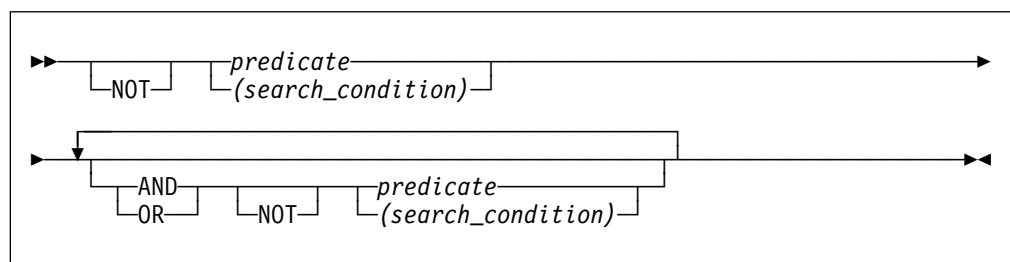 predicate
NOT (search_condition)
AND predicate
OR NOT (search_condition)